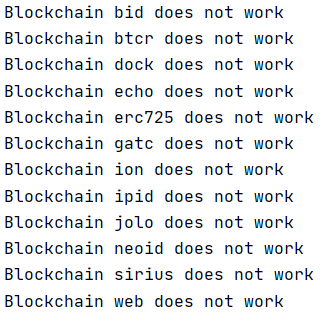 Blockchain bid does not work
Blockchain btcr does not work
Blockchain dock does not work
Blockchain echo does not work
Blockchain erc725 does not work
Blockchain gatc does not work
Blockchain ion does not work
Blockchain ipid does not work
Blockchain jolo does not work
Blockchain neoid does not work
Blockchain sirius does not work
Blockchain web does not work